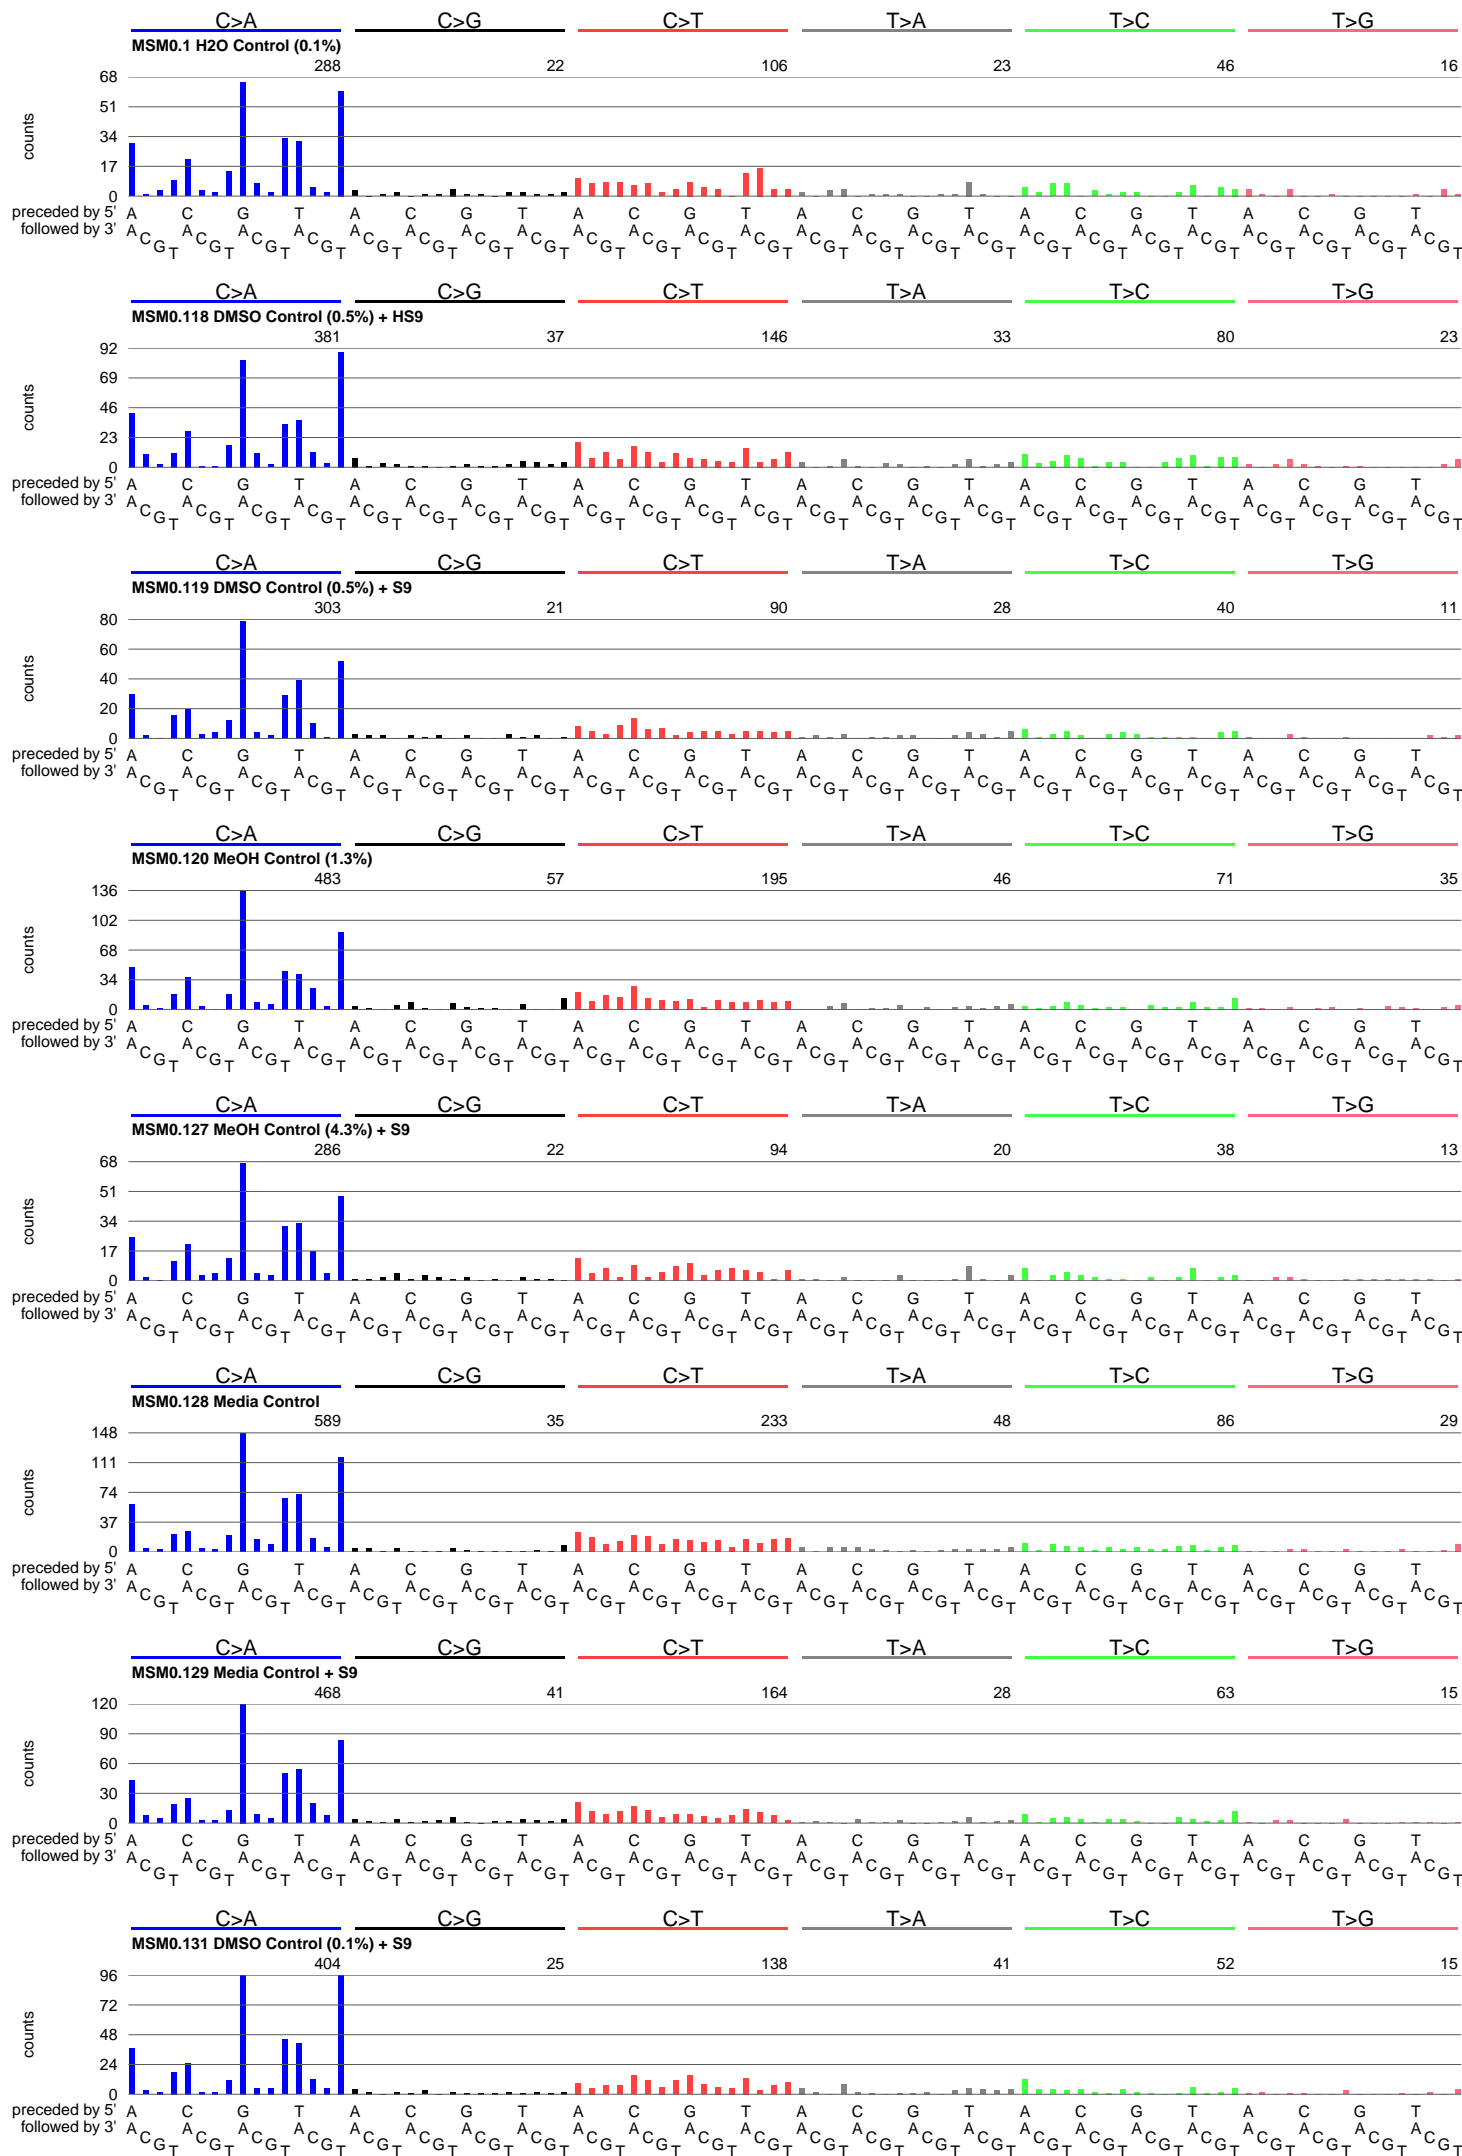 C>A C>G C>T T>A T>C T>G
MSM0.1 H2O Control (0.1%)
288 22 106 23 46 16
68
51
34
17
0
counts
preceded by 5' A C G T A C G T A C G T A C G T A C G T A C G T
followed by 3' A C G T A C G T A C G T A C G T A C G T A C G T A C G T A C G T A C G T A C G T A C G T A C G T A C G T A C G T A C G T A C G T A C G T A C G T A C G T A C G T A C G T A C G T A C G T A C G T
C>A C>G C>T T>A T>C T>G
MSM0.118 DMSO Control (0.5%) + HS9
381 37 146 33 80 23
92
69
46
23
0
counts
preceded by 5' A C G T A C G T A C G T A C G T A C G T A C G T
followed by 3' A C G T A C G T A C G T A C G T A C G T A C G T A C G T A C G T A C G T A C G T A C G T A C G T A C G T A C G T A C G T A C G T A C G T A C G T A C G T A C G T A C G T A C G T A C G T A C G T
C>A C>G C>T T>A T>C T>G
MSM0.119 DMSO Control (0.5%) + S9
303 21 90 28 40 11
80
60
40
20
0
counts
preceded by 5' A C G T A C G T A C G T A C G T A C G T A C G T
followed by 3' A C G T A C G T A C G T A C G T A C G T A C G T A C G T A C G T A C G T A C G T A C G T A C G T A C G T A C G T A C G T A C G T A C G T A C G T A C G T A C G T A C G T A C G T A C G T A C G T
C>A C>G C>T T>A T>C T>G
MSM0.120 MeOH Control (1.3%)
483 57 195 46 71 35
136
102
68
34
0
counts
preceded by 5' A C G T A C G T A C G T A C G T A C G T A C G T
followed by 3' A C G T A C G T A C G T A C G T A C G T A C G T A C G T A C G T A C G T A C G T A C G T A C G T A C G T A C G T A C G T A C G T A C G T A C G T A C G T A C G T A C G T A C G T A C G T A C G T
C>A C>G C>T T>A T>C T>G
MSM0.127 MeOH Control (4.3%) + S9
286 22 94 20 38 13
68
51
34
17
0
counts
preceded by 5' A C G T A C G T A C G T A C G T A C G T A C G T
followed by 3' A C G T A C G T A C G T A C G T A C G T A C G T A C G T A C G T A C G T A C G T A C G T A C G T A C G T A C G T A C G T A C G T A C G T A C G T A C G T A C G T A C G T A C G T A C G T A C G T
C>A C>G C>T T>A T>C T>G
MSM0.128 Media Control
589 35 233 48 86 29
148
111
74
37
0
counts
preceded by 5' A C G T A C G T A C G T A C G T A C G T A C G T
followed by 3' A C G T A C G T A C G T A C G T A C G T A C G T A C G T A C G T A C G T A C G T A C G T A C G T A C G T A C G T A C G T A C G T A C G T A C G T A C G T A C G T A C G T A C G T A C G T A C G T
C>A C>G C>T T>A T>C T>G
MSM0.129 Media Control + S9
468 41 164 28 63 15
120
90
60
30
0
counts
preceded by 5' A C G T A C G T A C G T A C G T A C G T A C G T
followed by 3' A C G T A C G T A C G T A C G T A C G T A C G T A C G T A C G T A C G T A C G T A C G T A C G T A C G T A C G T A C G T A C G T A C G T A C G T A C G T A C G T A C G T A C G T A C G T A C G T
C>A C>G C>T T>A T>C T>G
MSM0.131 DMSO Control (0.1%) + S9
404 25 138 41 52 15
96
72
48
24
0
counts
preceded by 5' A C G T A C G T A C G T A C G T A C G T A C G T
followed by 3' A C G T A C G T A C G T A C G T A C G T A C G T A C G T A C G T A C G T A C G T A C G T A C G T A C G T A C G T A C G T A C G T A C G T A C G T A C G T A C G T A C G T A C G T A C G T A C G T